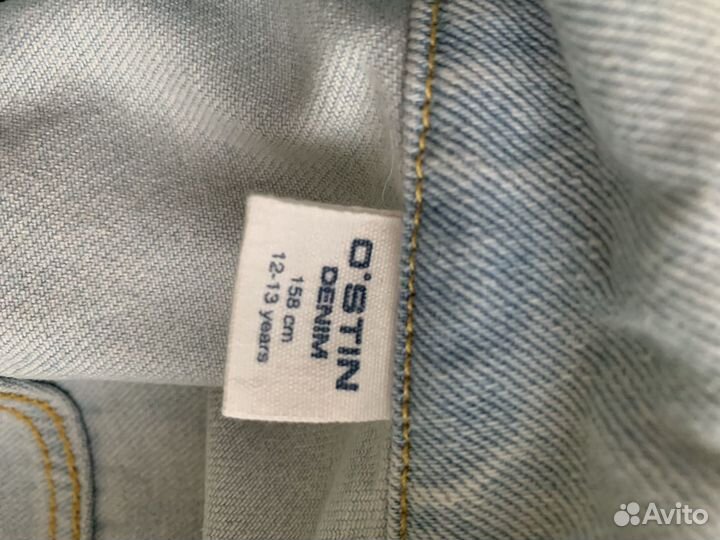 O'STIN
DENIM
158 cm
12-13 years
Avito